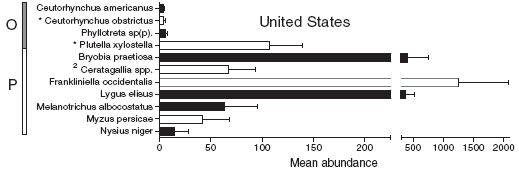 United States
O
P
Ceutorhynchus americanus
* Ceutorhynchus obstrictus
Phyllotreta sp(p).
* Plutella xylostella
Bryobia praetiosa
2 Ceratagallia spp.
Frankliniella occidentalis
Lygus elisus
Melanotrichus albocostatus
Myzus persicae
Nysius niger
0 50 100 150 200 500 1000 1500 2000
Mean abundance